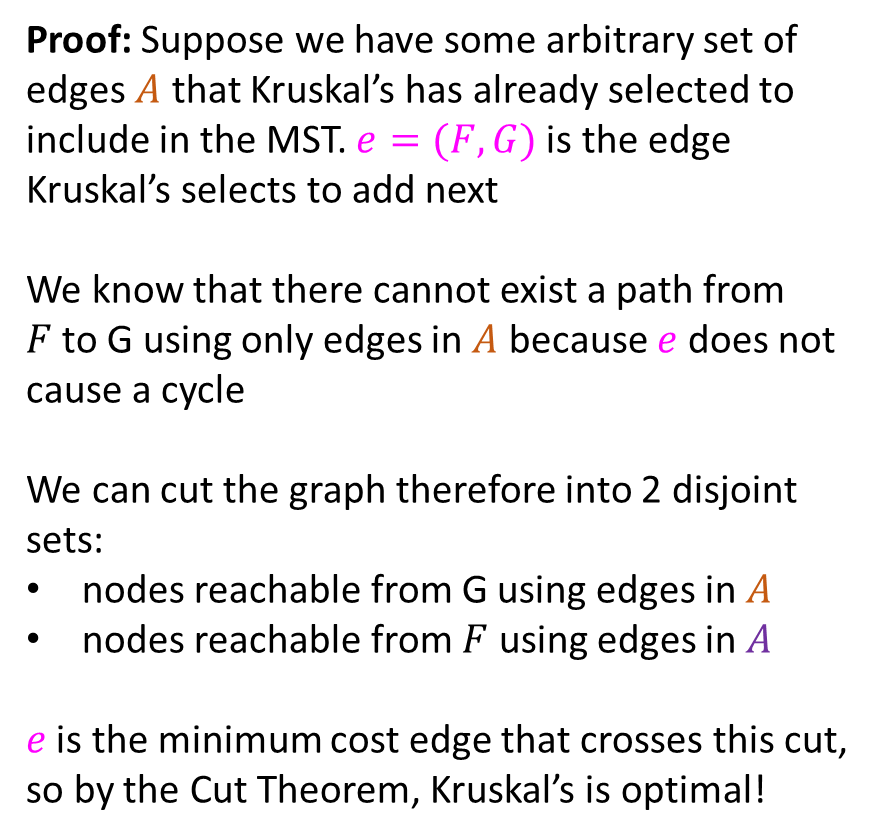 Proof: Suppose we have some arbitrary set of
edges A that Kruskal’s has already selected to
include in the MST. e = (F, G) is the edge
Kruskal’s selects to add next
We know that there cannot exist a path from
F to G using only edges in A because e does not
cause a cycle
We can cut the graph therefore into 2 disjoint
sets:
• nodes reachable from G using edges in A
• nodes reachable from F using edges in A
e is the minimum cost edge that crosses this cut,
so by the Cut Theorem, Kruskal’s is optimal!